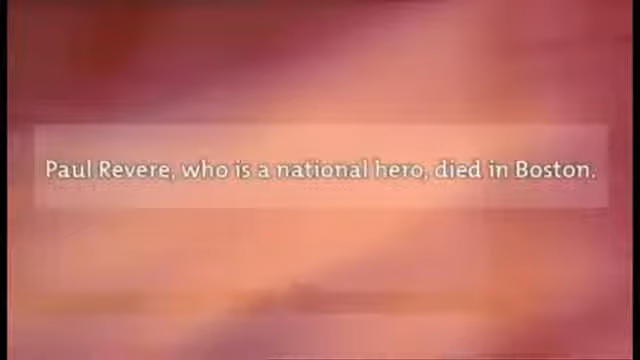 Paul Revere, who is a national hero, died in Boston.